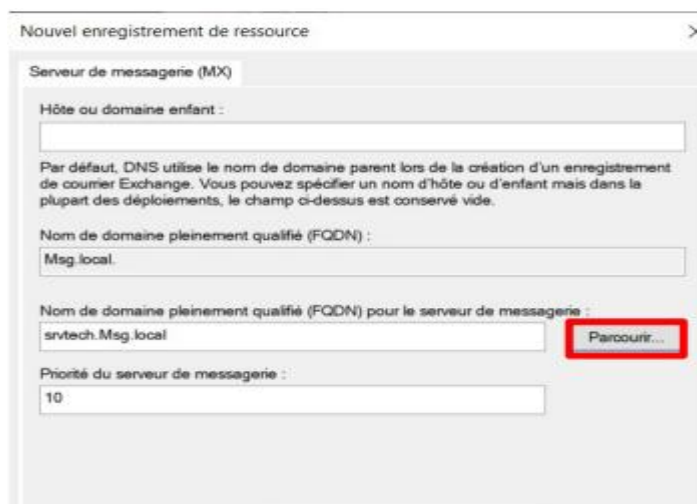 Nouvel enregistrement de ressource
Serveur de messagerie (MX)
Hôte ou domaine enfant :
Par défaut, DNS utilise le nom de domaine parent lors de la création d'un enregistrement
de courrier Exchange. Vous pouvez spécifier un nom d'hôte ou d'enfant mais dans la
plupart des déploiements, le champ ci-dessus est conservé vide.
Nom de domaine pleinement qualifié (FQDN) :
Msg.local.
Nom de domaine pleinement qualifié (FQDN) pour le serveur de messagerie :
srvtech.Msg.local
Parcourir...
Priorité du serveur de messagerie :
10